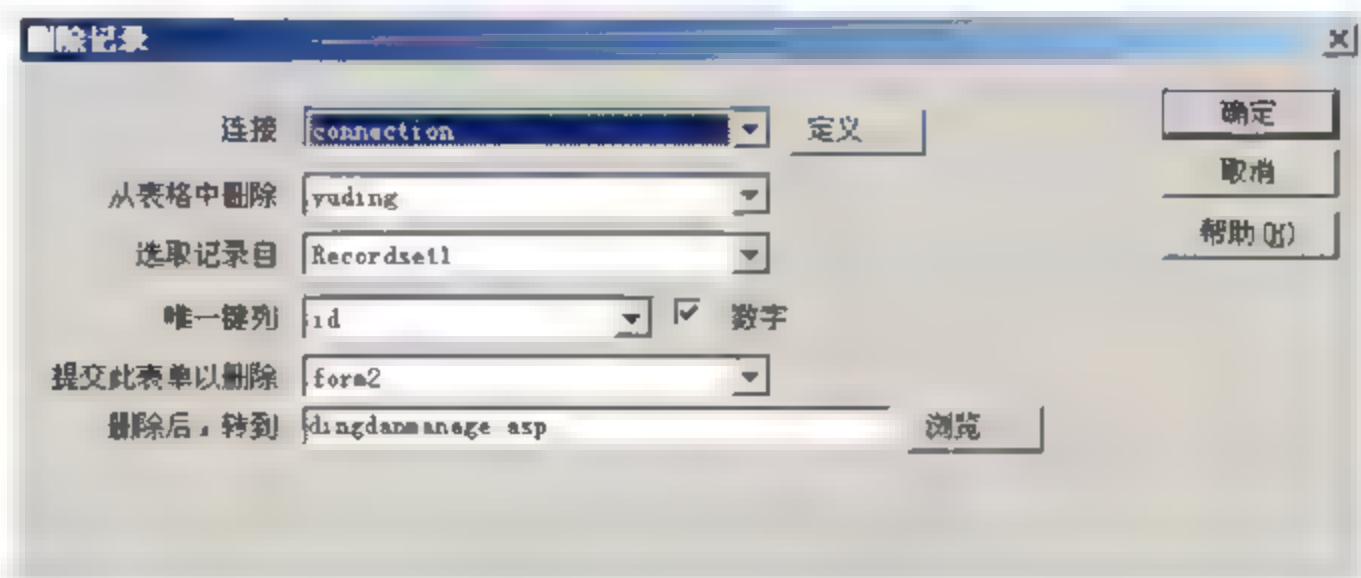 删除记录
连接 connection 定义 确定
取消
从表格中删除 yuding
帮助(H)
选取记录自 Recordset1
唯一键列 id 数字
提交此表单以删除 form2
删除后，转到 dingdanmanage asp 浏览